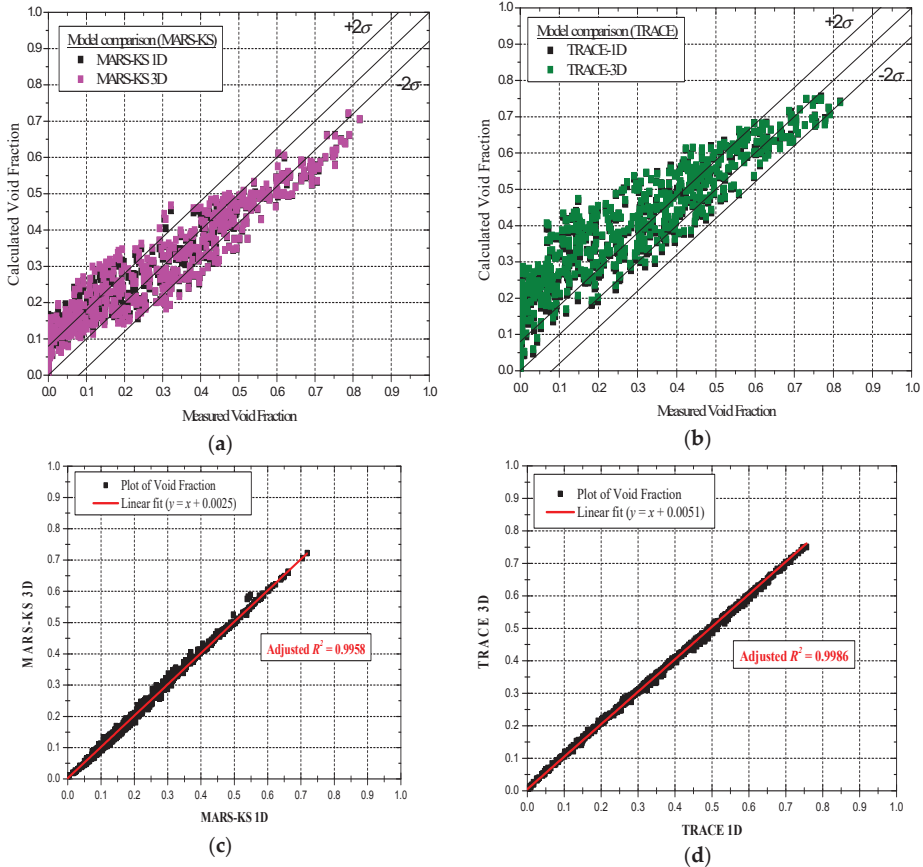 Model comparison (MARS-KS)
MARS-KS 1D
MARS-KS 3D
+2σ
-2σ
1.0
0.9
0.8
0.7
0.6
0.5
0.4
0.3
0.2
0.1
0.0
Calculated Void Fraction
0.0 0.1 0.2 0.3 0.4 0.5 0.6 0.7 0.8 0.9 1.0
Measured Void Fraction
(a)
Model comparison (TRACE)
TRACE-1D
TRACE-3D
+2σ
-2σ
1.0
0.9
0.8
0.7
0.6
0.5
0.4
0.3
0.2
0.1
0.0
Calculated Void Fraction
0.0 0.1 0.2 0.3 0.4 0.5 0.6 0.7 0.8 0.9 1.0
Measured Void Fraction
(b)
Plot of Void Fraction
Linear fit (y = x + 0.0025)
Adjusted R² = 0.9958
1.0
0.9
0.8
0.7
0.6
0.5
0.4
0.3
0.2
0.1
0.0
MARS-KS 3D
0.0 0.1 0.2 0.3 0.4 0.5 0.6 0.7 0.8 0.9 1.0
MARS-KS 1D
(c)
Plot of Void Fraction
Linear fit (y = x + 0.0051)
Adjusted R² = 0.9986
1.0
0.9
0.8
0.7
0.6
0.5
0.4
0.3
0.2
0.1
0.0
TRACE 3D
0.0 0.1 0.2 0.3 0.4 0.5 0.6 0.7 0.8 0.9 1.0
TRACE 1D
(d)